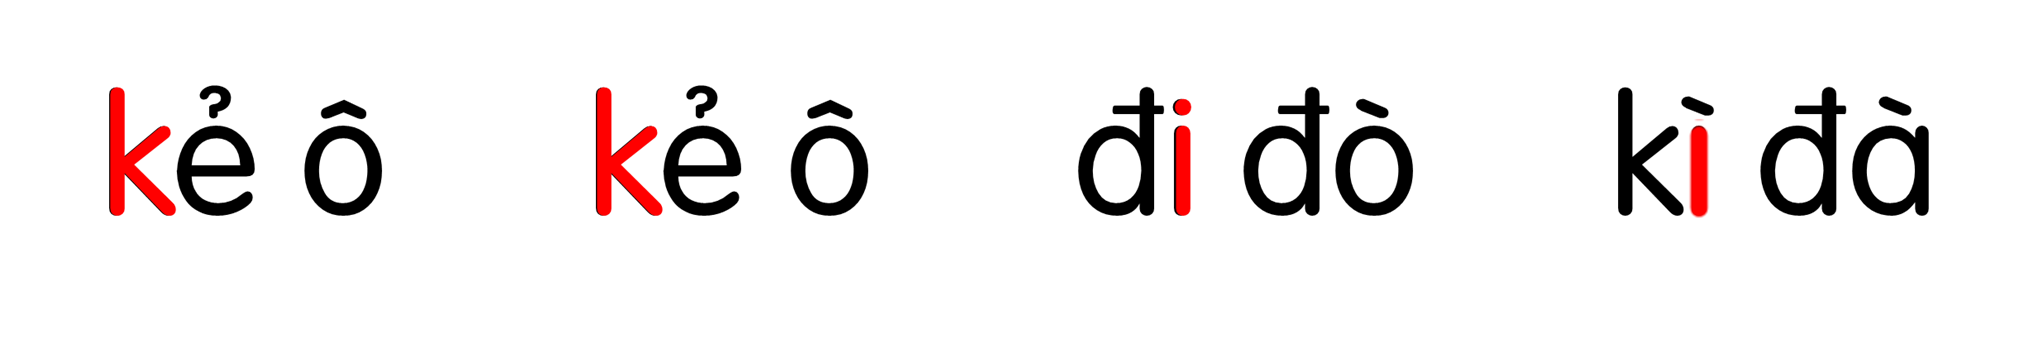 kẻ ô kẻ ô đi đò kì đà